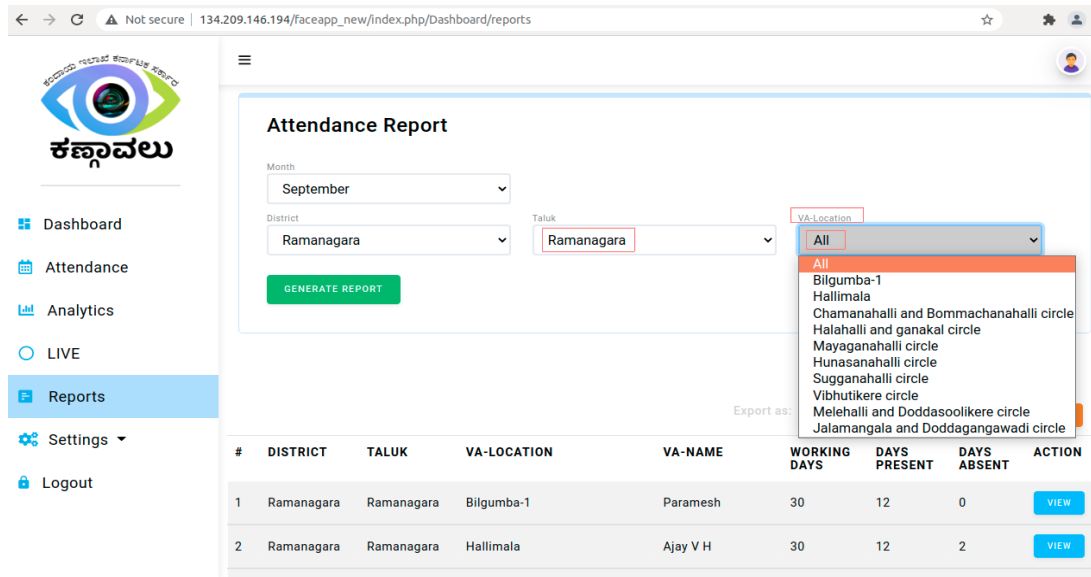 Not secure | 134.209.146.194/faceapp_new/index.php/Dashboard/reports
ಕಂದಾಯ ಇಲಾಖೆ ಕರ್ನಾಟಕ ಸರ್ಕಾರ
ಕಣ್ಗಾವಲು
Dashboard
Attendance
Analytics
LIVE
Reports
Settings
Logout
Attendance Report
Month
September
District Taluk VA-Location
Ramanagara Ramanagara All
GENERATE REPORT
All
Bilgumba-1
Hallimala
Chamanahalli and Bommachanahalli circle
Halahalli and ganakal circle
Mayaganahalli circle
Hunasanahalli circle
Sugganahalli circle
Vibhutikere circle
Melehalli and Doddasoolikere circle
Jalamangala and Doddagangawadi circle
Export as:
# DISTRICT TALUK VA-LOCATION VA-NAME WORKING DAYS DAYS PRESENT DAYS ABSENT ACTION
1 Ramanagara Ramanagara Bilgumba-1 Paramesh 30 12 0 VIEW
2 Ramanagara Ramanagara Hallimala Ajay V H 30 12 2 VIEW